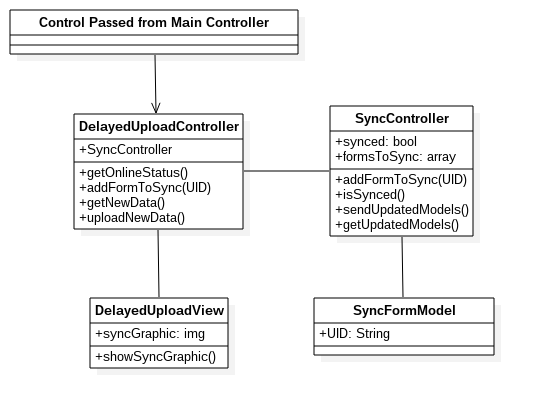 Control Passed from Main Controller
DelayedUploadController
+SyncController
+getOnlineStatus()
+addFormToSync(UID)
+getNewData()
+uploadNewData()
SyncController
+synced: bool
+formsToSync: array
+addFormToSync(UID)
+isSynced()
+sendUpdatedModels()
+getUpdatedModels()
DelayedUploadView
+syncGraphic: img
+showSyncGraphic()
SyncFormModel
+UID: String